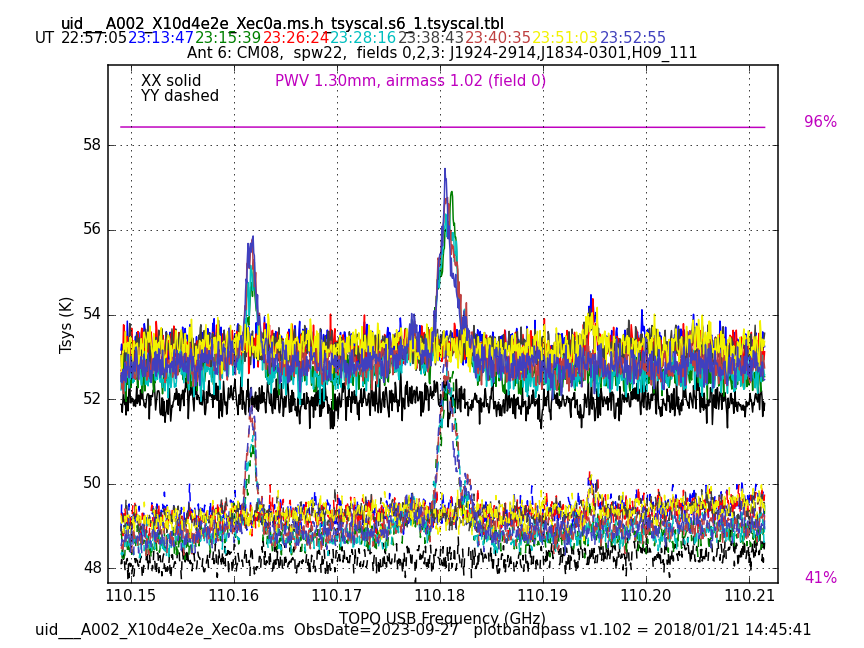 uid___A002_X10d4e2e_Xec0a.ms.h_tsyscal.s6_1.tsyscal.tbl
UT 22:57:05 23:13:47 23:15:39 23:26:24 23:28:16 23:38:43 23:40:35 23:51:03 23:52:55
Ant 6: CM08,  spw22,  fields 0,2,3: J1924-2914,J1834-0301,H09_111
XX solid
PWV 1.30mm, airmass 1.02 (field 0)
YY dashed
96%
58
56
54
52
50
48
Tsys (K)
41%
110.15 110.16 110.17 110.18 110.19 110.20 110.21
TOPO USB Frequency (GHz)
uid___A002_X10d4e2e_Xec0a.ms  ObsDate=2023-09-27   plotbandpass v1.102 = 2018/01/21 14:45:41